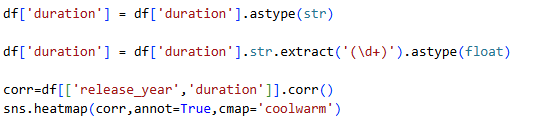 df['duration'] = df['duration'].astype(str)
df['duration'] = df['duration'].str.extract('(\d+)').astype(float)
corr=df[['release_year','duration']].corr()
sns.heatmap(corr,annot=True,cmap='coolwarm')